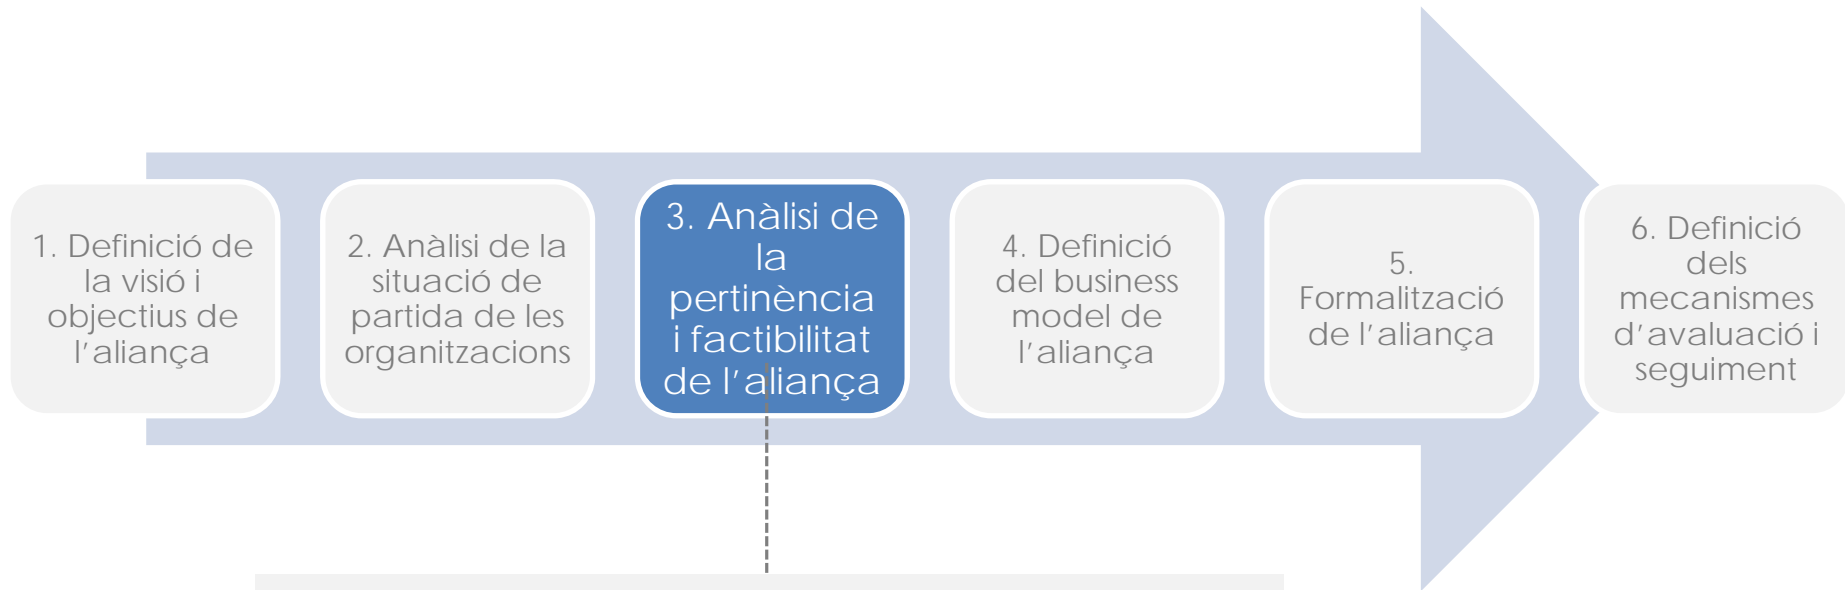 1. Definició de
la visió i
objectius de
l’aliança
2. Anàlisi de la
situació de
partida de les
organitzacions
3. Anàlisi de
la
pertinència
i factibilitat
de l’aliança
4. Definició
del business
model de
l’aliança
5.
Formalització
de l’aliança
6. Definició
dels
mecanismes
d’avaluació i
seguiment